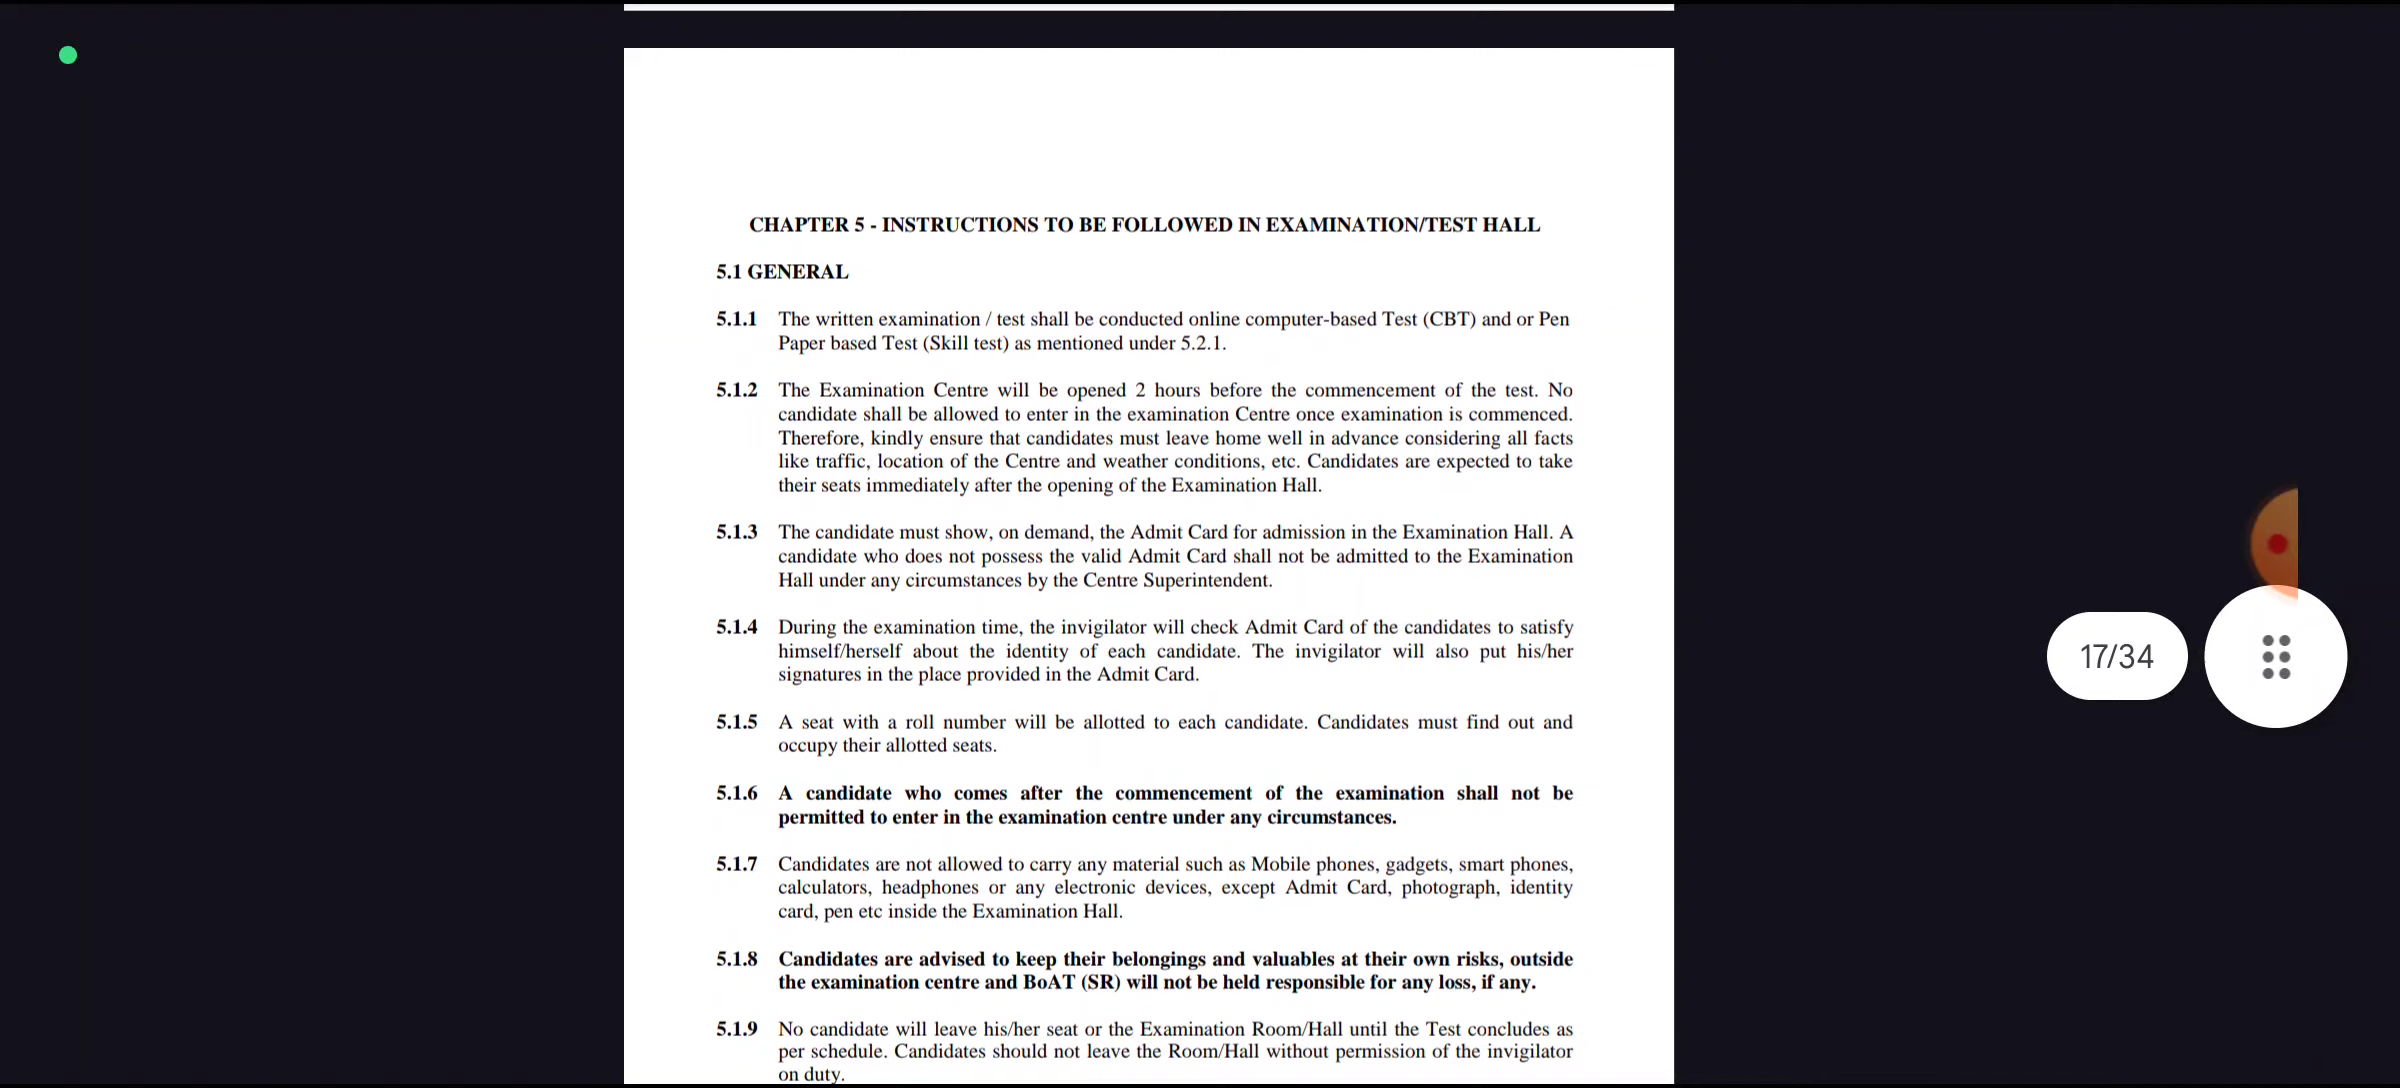 CHAPTER 5 - INSTRUCTIONS TO BE FOLLOWED IN EXAMINATION/TEST HALL
5.1 GENERAL
5.1.1 The written examination / test shall be conducted online computer-based Test (CBT) and or Pen
Paper based Test (Skill test) as mentioned under 5.2.1.
5.1.2 The Examination Centre will be opened 2 hours before the commencement of the test. No
candidate shall be allowed to enter in the examination Centre once examination is commenced.
Therefore, kindly ensure that candidates must leave home well in advance considering all facts
like traffic, location of the Centre and weather conditions, etc. Candidates are expected to take
their seats immediately after the opening of the Examination Hall.
5.1.3 The candidate must show, on demand, the Admit Card for admission in the Examination Hall. A
candidate who does not possess the valid Admit Card shall not be admitted to the Examination
Hall under any circumstances by the Centre Superintendent.
5.1.4 During the examination time, the invigilator will check Admit Card of the candidates to satisfy
himself/herself about the identity of each candidate. The invigilator will also put his/her
signatures in the place provided in the Admit Card.
5.1.5 A seat with a roll number will be allotted to each candidate. Candidates must find out and
occupy their allotted seats.
5.1.6 A candidate who comes after the commencement of the examination shall not be
permitted to enter in the examination centre under any circumstances.
5.1.7 Candidates are not allowed to carry any material such as Mobile phones, gadgets, smart phones,
calculators, headphones or any electronic devices, except Admit Card, photograph, identity
card, pen etc inside the Examination Hall.
5.1.8 Candidates are advised to keep their belongings and valuables at their own risks, outside
the examination centre and BoAT (SR) will not be held responsible for any loss, if any.
5.1.9 No candidate will leave his/her seat or the Examination Room/Hall until the Test concludes as
per schedule. Candidates should not leave the Room/Hall without permission of the invigilator
on duty.
17/34